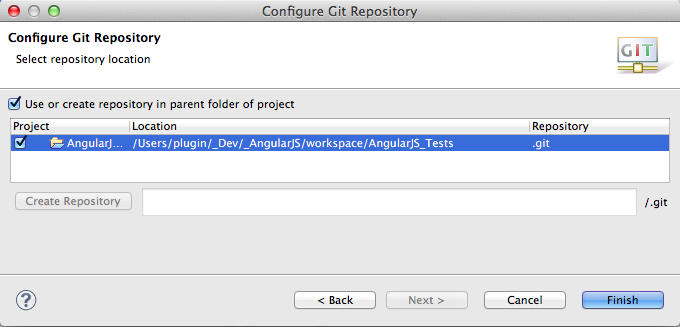 Configure Git Repository
Configure Git Repository
Select repository location
GIT
Use or create repository in parent folder of project
Project Location Repository
AngularJ... /Users/plugin/_Dev/_AngularJS/workspace/AngularJS_Tests .git
Create Repository /.git
? < Back Next > Cancel Finish